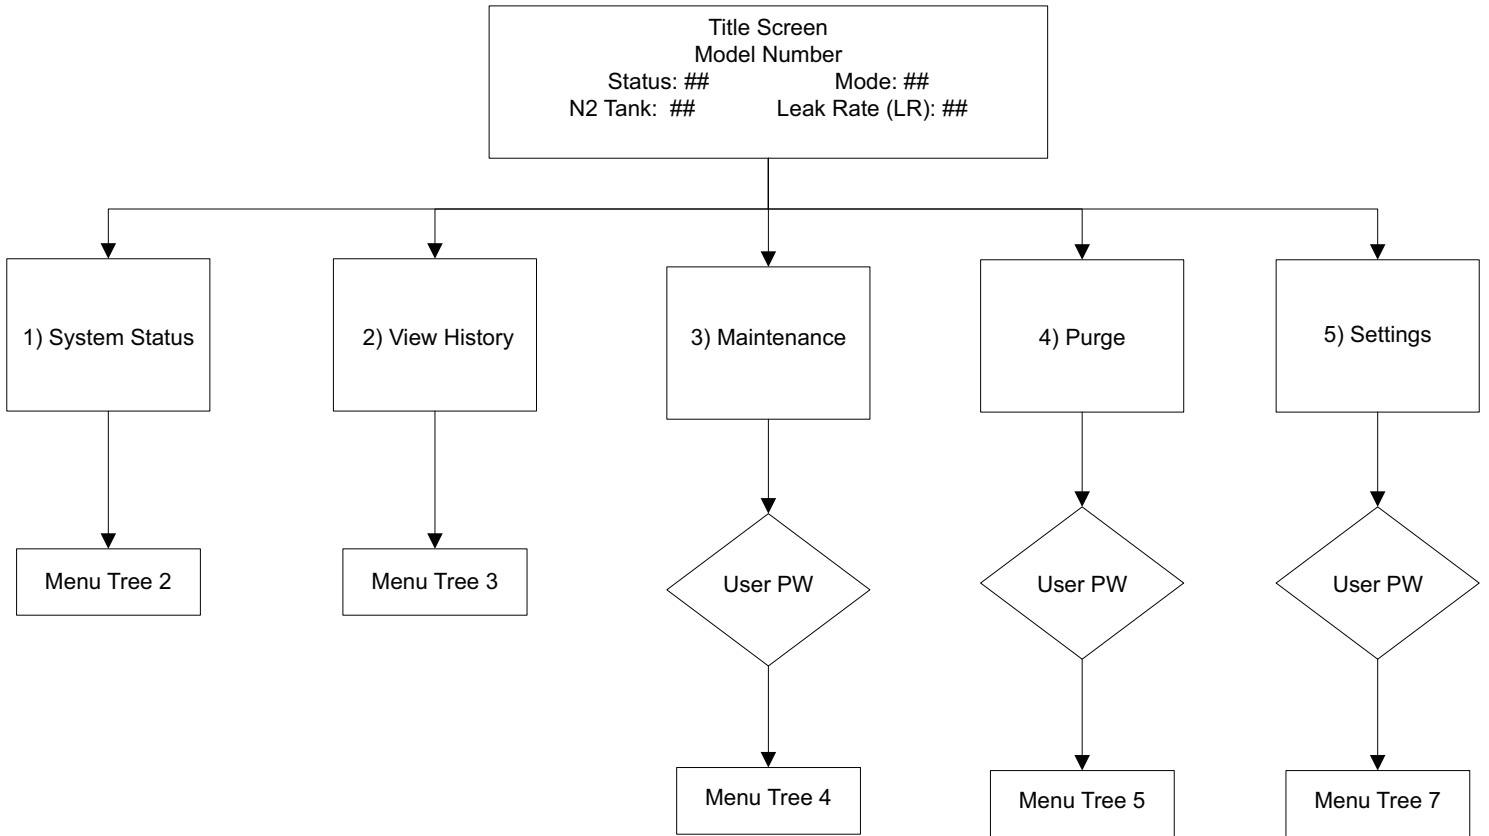 Title Screen
Model Number
Status: ## Mode: ##
N2 Tank: ## Leak Rate (LR): ##
1) System Status
2) View History
3) Maintenance
4) Purge
5) Settings
Menu Tree 2
Menu Tree 3
User PW
User PW
User PW
Menu Tree 4
Menu Tree 5
Menu Tree 7